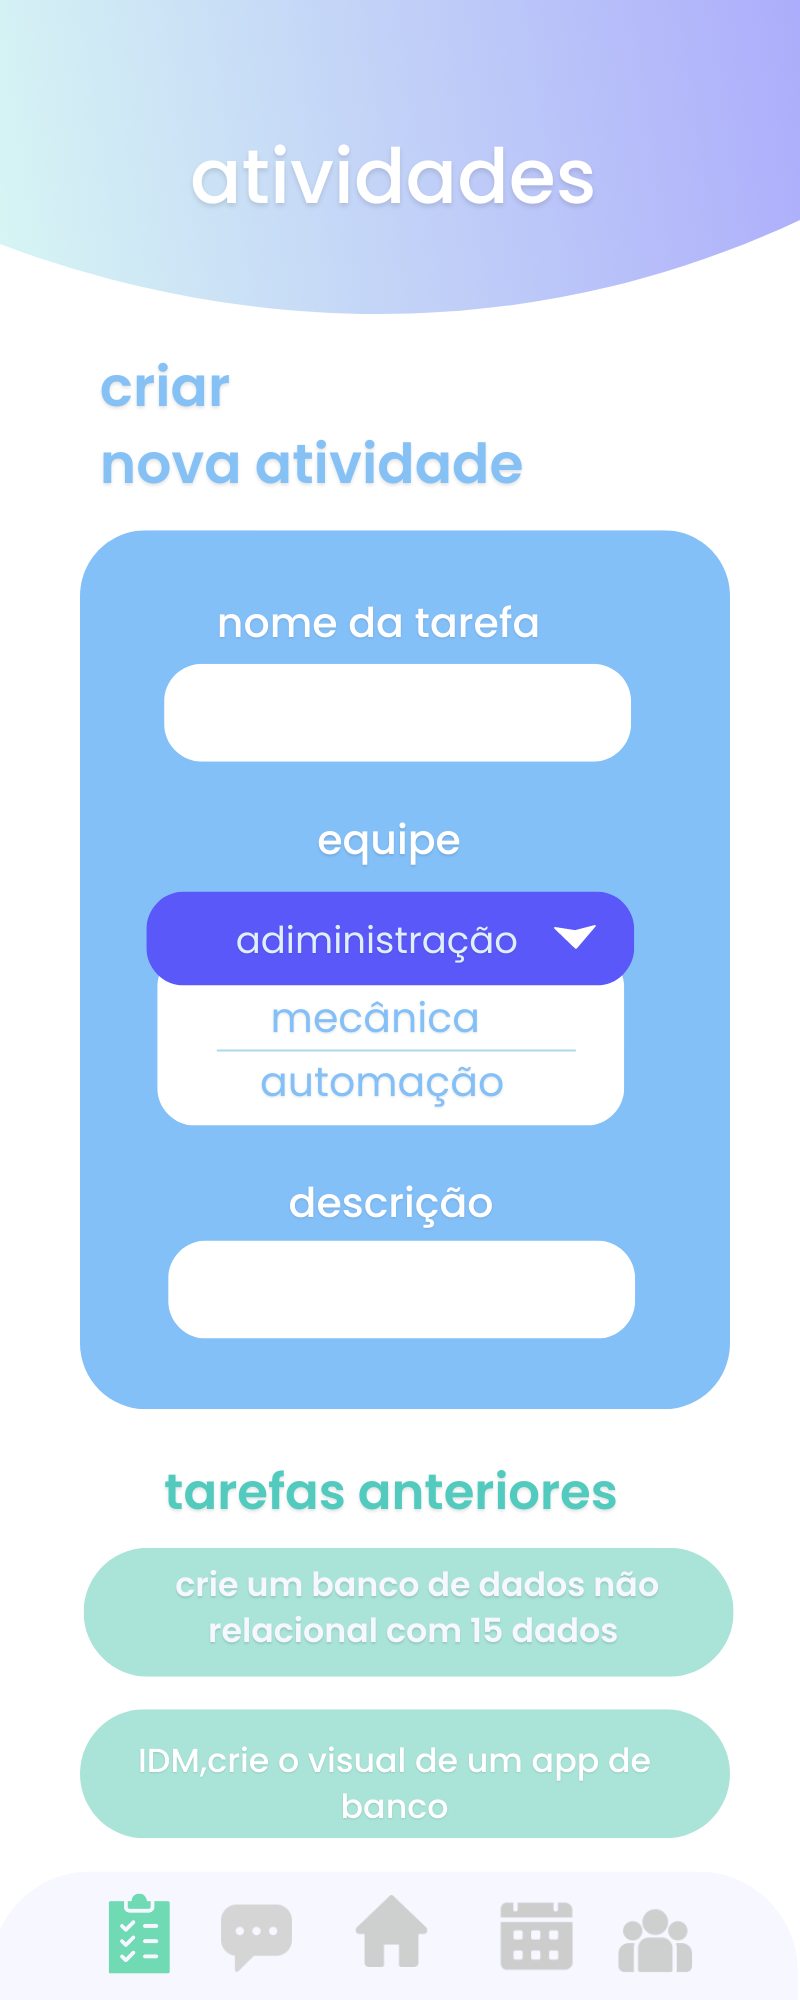 atividades
criar
nova atividade
nome da tarefa
equipe
adiministração
mecânica
automação
descrição
tarefas anteriores
crie um banco de dados não
relacional com 15 dados
IDM,crie o visual de um app de
banco